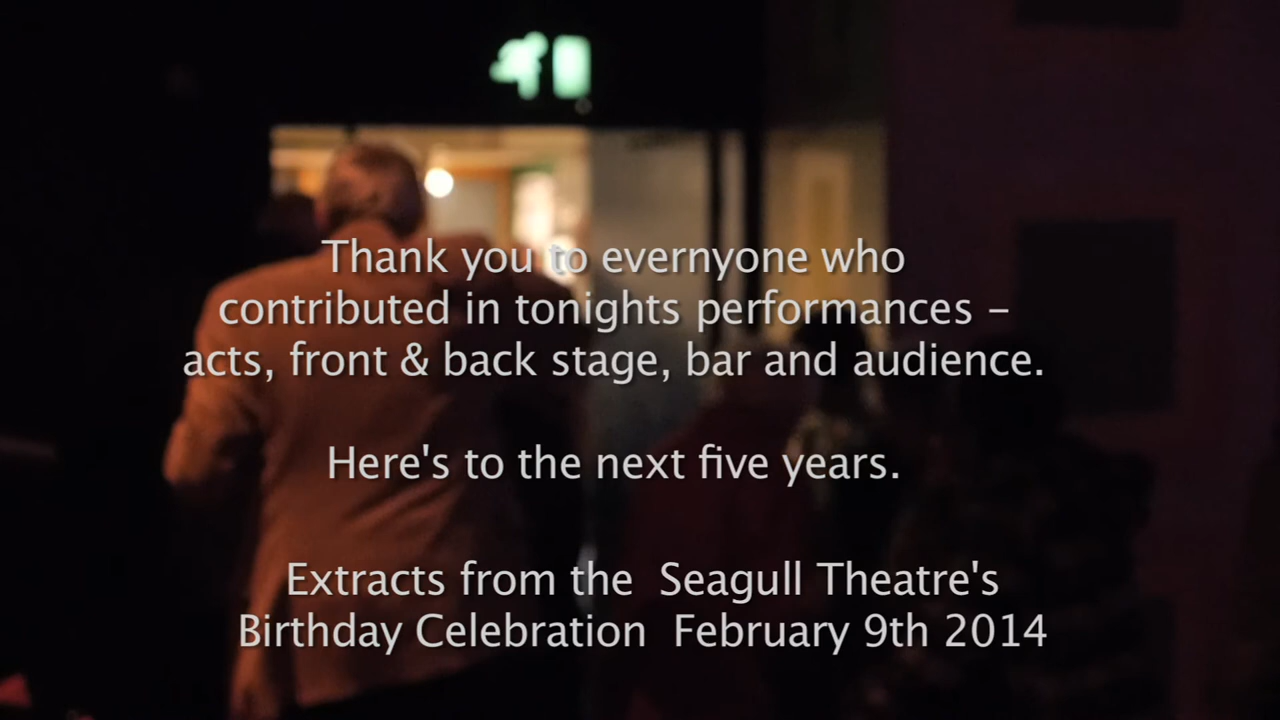 Thank you to evernyone who
contributed in tonights performances –
acts, front & back stage, bar and audience.
Here's to the next five years.
Extracts from the Seagull Theatre's
Birthday Celebration February 9th 2014